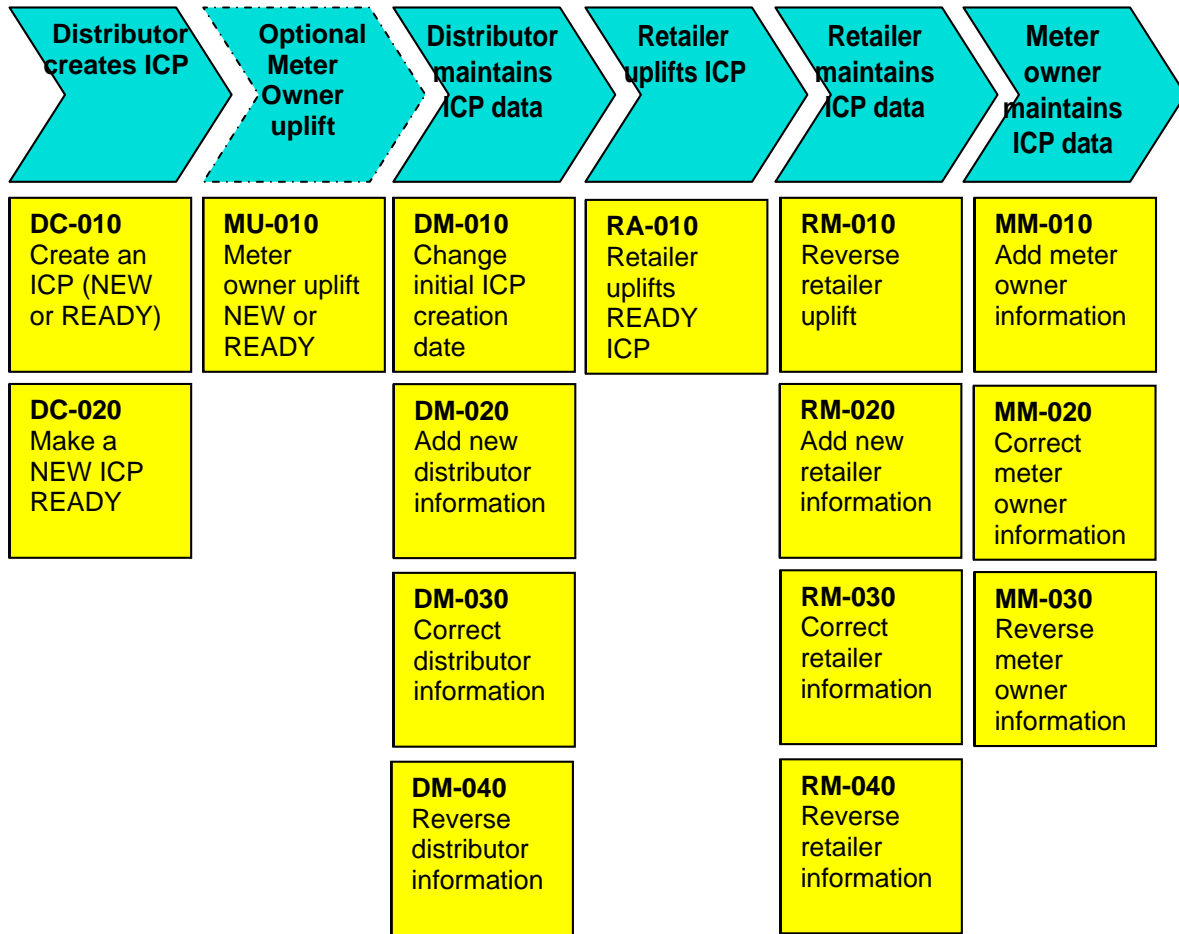 Distributor
creates ICP
Optional
Meter
Owner
uplift
Distributor
maintains
ICP data
Retailer
uplifts ICP
Retailer
maintains
ICP data
Meter
owner
maintains
ICP data
DC-010
Create an
ICP (NEW
or READY)
MU-010
Meter
owner uplift
NEW or
READY
DM-010
Change
initial ICP
creation
date
RA-010
Retailer
uplifts
READY
ICP
RM-010
Reverse
retailer
uplift
MM-010
Add meter
owner
information
DC-020
Make a
NEW ICP
READY
DM-020
Add new
distributor
information
RM-020
Add new
retailer
information
MM-020
Correct
meter
owner
information
DM-030
Correct
distributor
information
RM-030
Correct
retailer
information
MM-030
Reverse
meter
owner
information
DM-040
Reverse
distributor
information
RM-040
Reverse
retailer
information